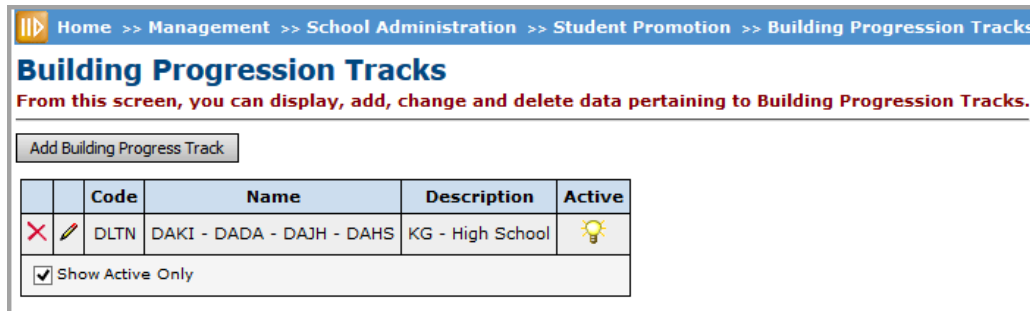 Home >> Management >> School Administration >> Student Promotion >> Building Progression Tracks
Building Progression Tracks
From this screen, you can display, add, change and delete data pertaining to Building Progression Tracks.
Add Building Progress Track
Code Name Description Active
DLTN DAKI - DADA - DAJH - DAHS KG - High School
Show Active Only